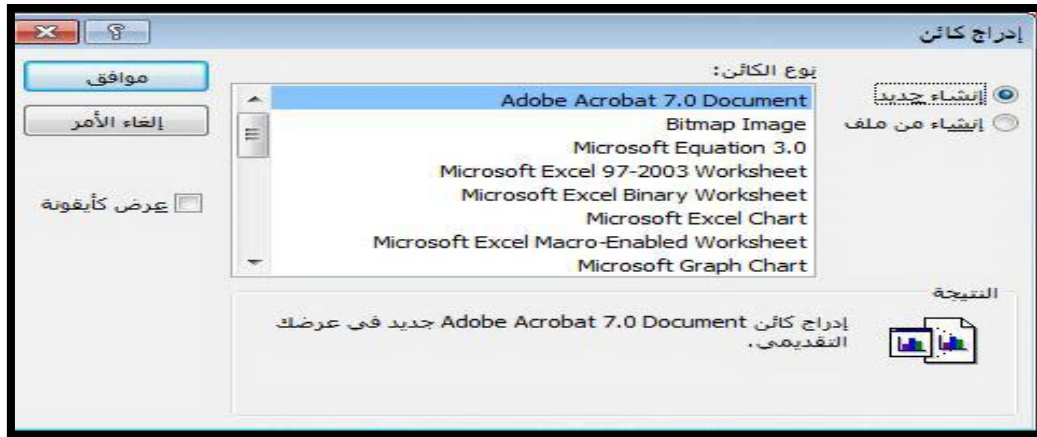 إدراج كائن
نوع الكائن:
إنشاء جديد
إنشاء من ملف
Adobe Acrobat 7.0 Document
Bitmap Image
Microsoft Equation 3.0
Microsoft Excel 97-2003 Worksheet
Microsoft Excel Binary Worksheet
Microsoft Excel Chart
Microsoft Excel Macro-Enabled Worksheet
Microsoft Graph Chart
موافق
إلغاء الأمر
عرض كأيقونة
النتيجة
إدراج كائن Adobe Acrobat 7.0 Document جديد في عرضك
التقديمي.